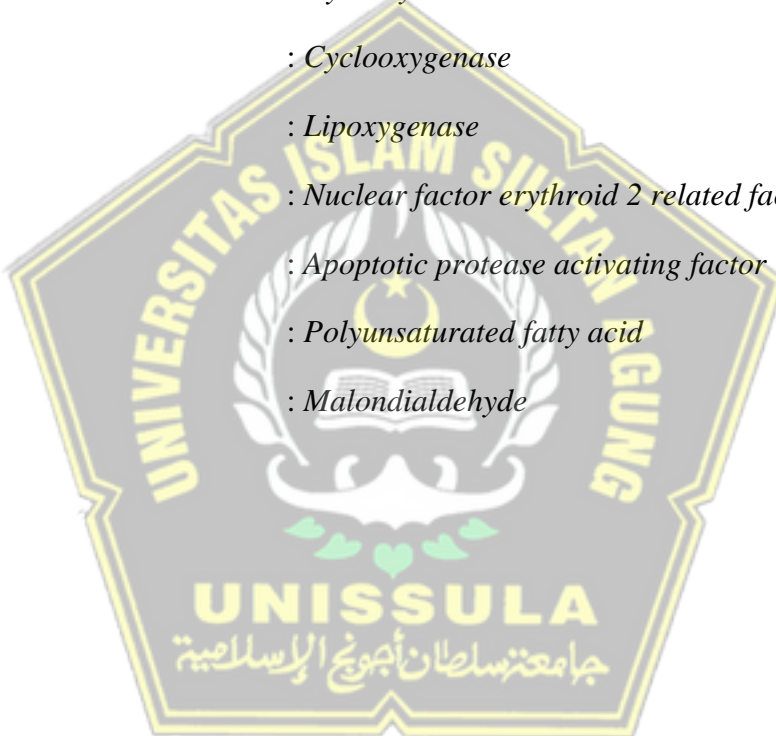 : Cyclooxygenase
: Lipoxygenase
: Nuclear factor erythroid 2 related
: Apoptotic protease activating factor
: Polyunsaturated fatty acid
: Malondialdehyde
UNIVERSITAS ISLAM SULTAN AGUNG
UNISSULA
جامعة سلطان أجونج الإسلامية